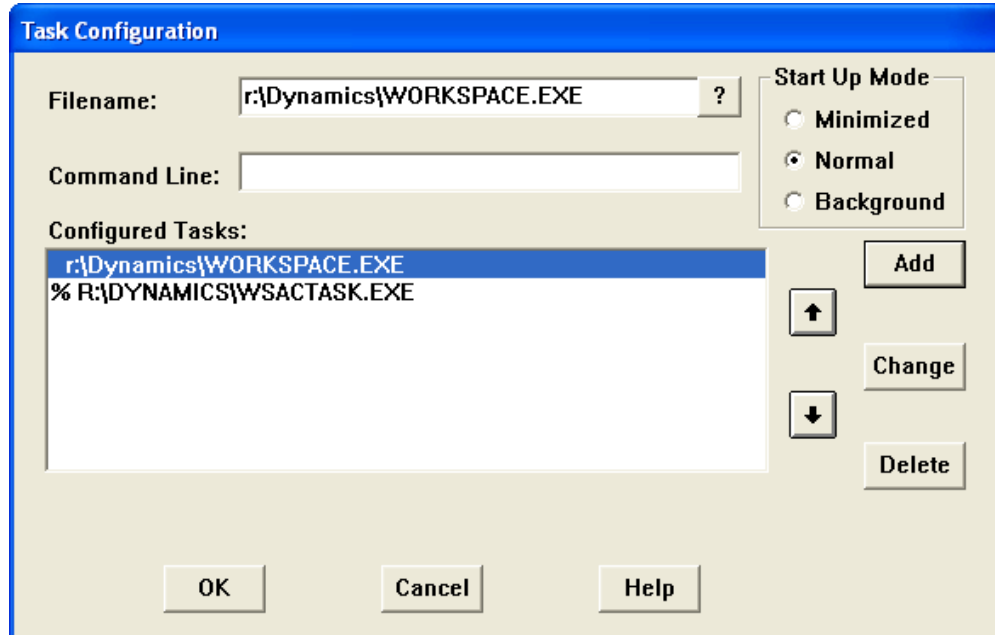 Task Configuration
Filename: r:\Dynamics\WORKSPACE.EXE ?
Start Up Mode
Minimized
Normal
Background
Command Line:
Configured Tasks:
r:\Dynamics\WORKSPACE.EXE
% R:\DYNAMICS\WSACTASK.EXE
Add
Change
Delete
OK Cancel Help